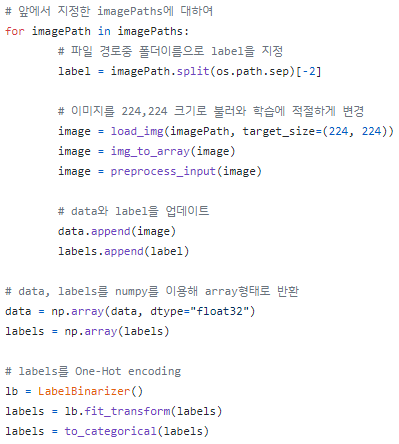 # 앞에서 지정한 imagePaths에 대하여
for imagePath in imagePaths:
# 파일 경로중 폴더이름으로 label을 지정
label = imagePath.split(os.path.sep)[-2]
# 이미지를 224,224 크기로 불러와 학습에 적절하게 변경
image = load_img(imagePath, target_size=(224, 224))
image = img_to_array(image)
image = preprocess_input(image)
# data와 label을 업데이트
data.append(image)
labels.append(label)
# data, labels를 numpy를 이용해 array형태로 반환
data = np.array(data, dtype="float32")
labels = np.array(labels)
# labels를 One-Hot encoding
lb = LabelBinarizer()
labels = lb.fit_transform(labels)
labels = to_categorical(labels)